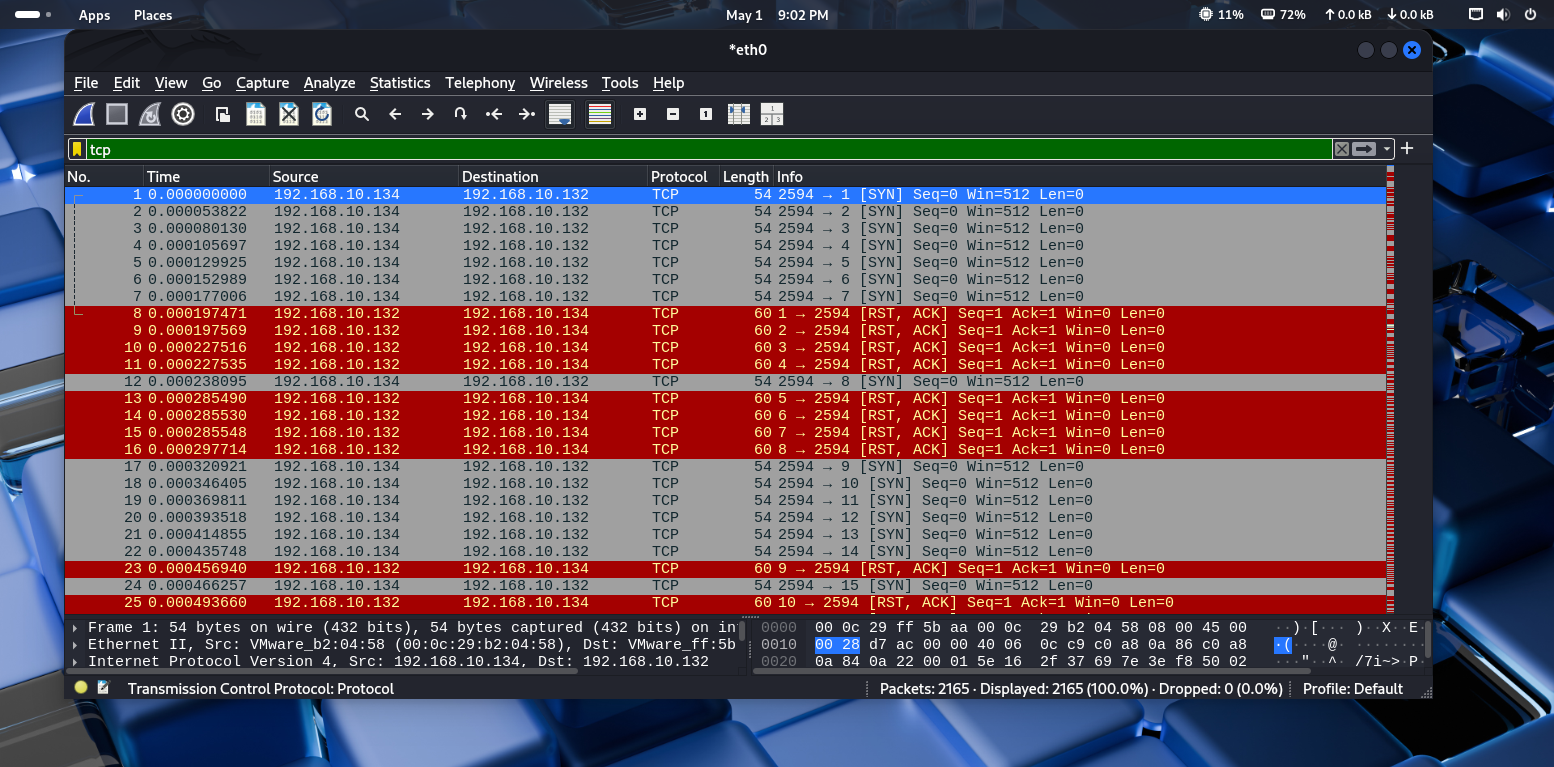 Apps Places May 1 9:02 PM 11% 72% 0.0 kB 0.0 kB
*eth0
File Edit View Go Capture Analyze Statistics Telephony Wireless Tools Help
tcp
No. Time Source Destination Protocol Length Info
1 0.000000000 192.168.10.134 192.168.10.132 TCP 54 2594 → 1 [SYN] Seq=0 Win=512 Len=0
2 0.000053822 192.168.10.134 192.168.10.132 TCP 54 2594 → 2 [SYN] Seq=0 Win=512 Len=0
3 0.000080130 192.168.10.134 192.168.10.132 TCP 54 2594 → 3 [SYN] Seq=0 Win=512 Len=0
4 0.000105697 192.168.10.134 192.168.10.132 TCP 54 2594 → 4 [SYN] Seq=0 Win=512 Len=0
5 0.000129925 192.168.10.134 192.168.10.132 TCP 54 2594 → 5 [SYN] Seq=0 Win=512 Len=0
6 0.000152989 192.168.10.134 192.168.10.132 TCP 54 2594 → 6 [SYN] Seq=0 Win=512 Len=0
7 0.000177006 192.168.10.134 192.168.10.132 TCP 54 2594 → 7 [SYN] Seq=0 Win=512 Len=0
8 0.000197471 192.168.10.132 192.168.10.134 TCP 60 1 → 2594 [RST, ACK] Seq=1 Ack=1 Win=0 Len=0
9 0.000197569 192.168.10.132 192.168.10.134 TCP 60 2 → 2594 [RST, ACK] Seq=1 Ack=1 Win=0 Len=0
10 0.000227516 192.168.10.132 192.168.10.134 TCP 60 3 → 2594 [RST, ACK] Seq=1 Ack=1 Win=0 Len=0
11 0.000227535 192.168.10.132 192.168.10.134 TCP 60 4 → 2594 [RST, ACK] Seq=1 Ack=1 Win=0 Len=0
12 0.000238095 192.168.10.134 192.168.10.132 TCP 54 2594 → 8 [SYN] Seq=0 Win=512 Len=0
13 0.000285490 192.168.10.132 192.168.10.134 TCP 60 5 → 2594 [RST, ACK] Seq=1 Ack=1 Win=0 Len=0
14 0.000285530 192.168.10.132 192.168.10.134 TCP 60 6 → 2594 [RST, ACK] Seq=1 Ack=1 Win=0 Len=0
15 0.000285548 192.168.10.132 192.168.10.134 TCP 60 7 → 2594 [RST, ACK] Seq=1 Ack=1 Win=0 Len=0
16 0.000297714 192.168.10.132 192.168.10.134 TCP 60 8 → 2594 [RST, ACK] Seq=1 Ack=1 Win=0 Len=0
17 0.000320921 192.168.10.134 192.168.10.132 TCP 54 2594 → 9 [SYN] Seq=0 Win=512 Len=0
18 0.000346405 192.168.10.134 192.168.10.132 TCP 54 2594 → 10 [SYN] Seq=0 Win=512 Len=0
19 0.000369811 192.168.10.134 192.168.10.132 TCP 54 2594 → 11 [SYN] Seq=0 Win=512 Len=0
20 0.000393518 192.168.10.134 192.168.10.132 TCP 54 2594 → 12 [SYN] Seq=0 Win=512 Len=0
21 0.000414855 192.168.10.134 192.168.10.132 TCP 54 2594 → 13 [SYN] Seq=0 Win=512 Len=0
22 0.000435748 192.168.10.134 192.168.10.132 TCP 54 2594 → 14 [SYN] Seq=0 Win=512 Len=0
23 0.000456940 192.168.10.132 192.168.10.134 TCP 60 9 → 2594 [RST, ACK] Seq=1 Ack=1 Win=0 Len=0
24 0.000466257 192.168.10.134 192.168.10.132 TCP 54 2594 → 15 [SYN] Seq=0 Win=512 Len=0
25 0.000493660 192.168.10.132 192.168.10.134 TCP 60 10 → 2594 [RST, ACK] Seq=1 Ack=1 Win=0 Len=0
Frame 1: 54 bytes on wire (432 bits), 54 bytes captured (432 bits) on in
Ethernet II, Src: VMware_b2:04:58 (00:0c:29:b2:04:58), Dst: VMware_ff:5b
Internet Protocol Version 4, Src: 192.168.10.134, Dst: 192.168.10.132
0000 00 0c 29 ff 5b aa 00 0c 29 b2 04 58 08 00 45 00 ··)·[··· )··X··E·
0010 00 28 d7 ac 00 00 40 06 0c c9 c0 a8 0a 86 c0 a8 ·(····@· ········
0020 0a 84 0a 22 00 01 5e 16 2f 37 69 7e 3e f8 50 02 ···"··^· /7i~>·P·
Transmission Control Protocol: Protocol
Packets: 2165 · Displayed: 2165 (100.0%) · Dropped: 0 (0.0%) Profile: Default